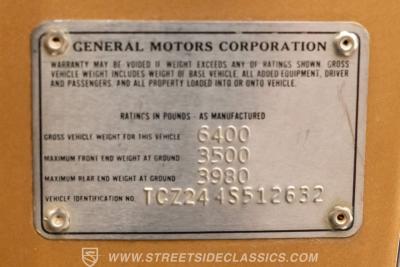 GENERAL MOTORS CORPORATION
WARRANTY MAY BE VOIDED IF WEIGHT EXCEEDS ANY OF RATINGS SHOWN. GROSS
VEHICLE WEIGHT INCLUDES WEIGHT OF BASE VEHICLE, ALL ADDED EQUIPMENT, DRIVER
AND PASSENGERS, AND ALL PROPERTY LOADED INTO OR ONTO VEHICLE.
RATINGS IN POUNDS - AS MANUFACTURED
GROSS VEHICLE WEIGHT FOR THIS VEHICLE 6400
MAXIMUM FRONT END WEIGHT AT GROUND 3500
MAXIMUM REAR END WEIGHT AT GROUND 3980
VEHICLE IDENTIFICATION NO. TCZ244S512632
WWW.STREETSIDECLASSICS.COM